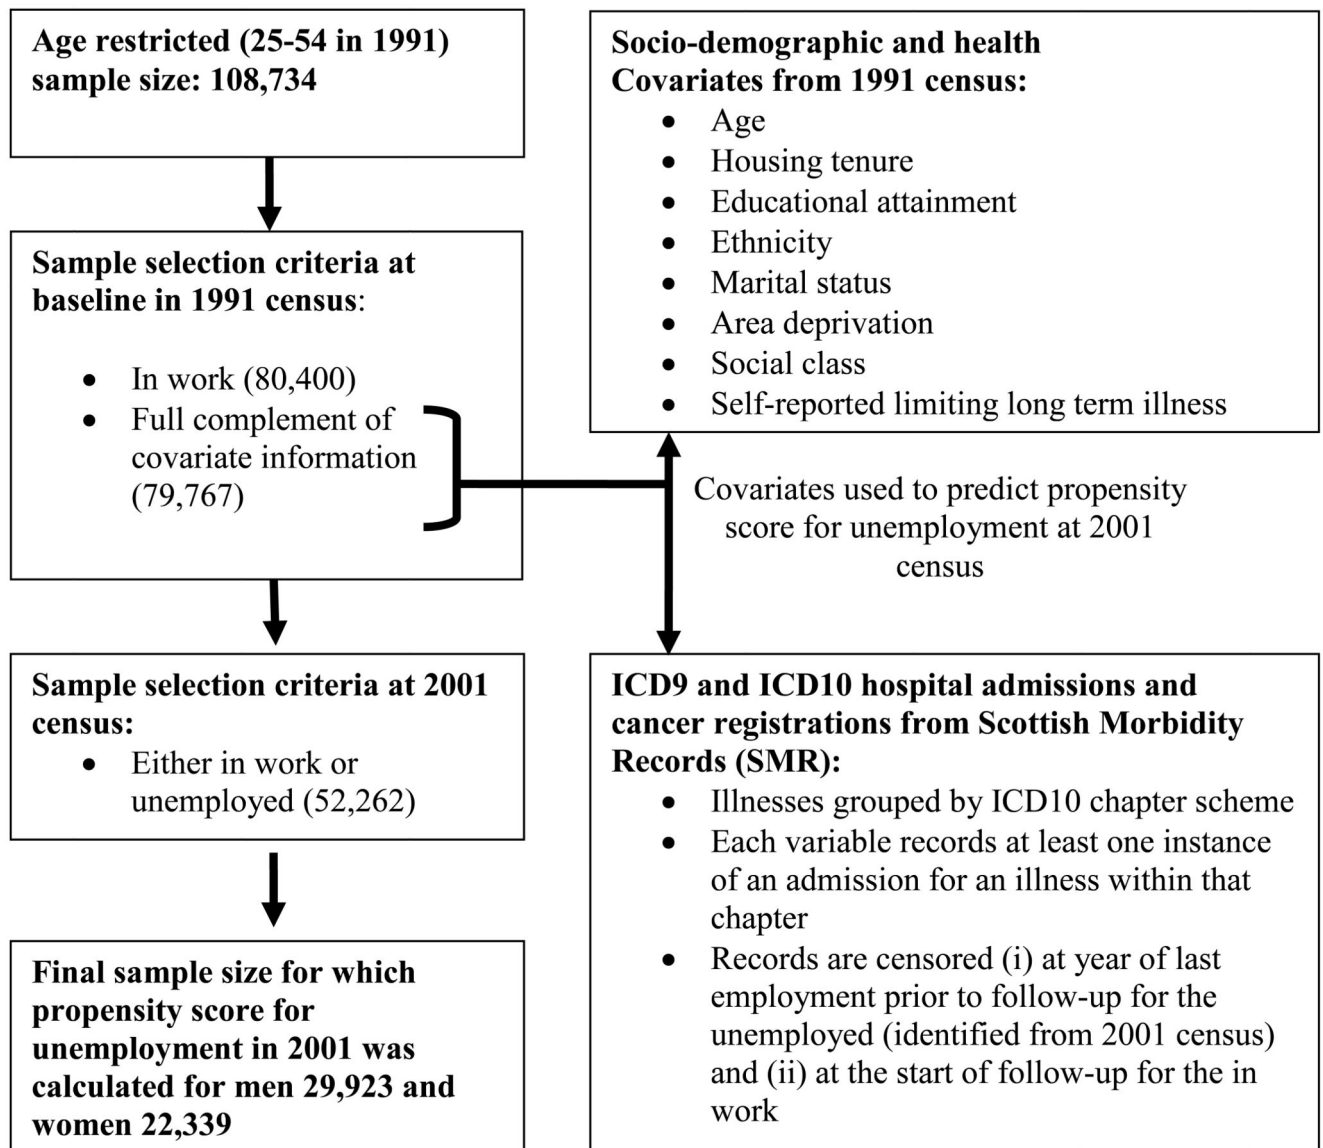 Age restricted (25-54 in 1991)
sample size: 108,734
Sample selection criteria at
baseline in 1991 census:
• In work (80,400)
• Full complement of
covariate information
(79,767)
Sample selection criteria at 2001
census:
• Either in work or
unemployed (52,262)
Final sample size for which
propensity score for
unemployment in 2001 was
calculated for men 29,923 and
women 22,339
Socio-demographic and health
Covariates from 1991 census:
• Age
• Housing tenure
• Educational attainment
• Ethnicity
• Marital status
• Area deprivation
• Social class
• Self-reported limiting long term illness
Covariates used to predict propensity
score for unemployment at 2001
census
ICD9 and ICD10 hospital admissions and
cancer registrations from Scottish Morbidity
Records (SMR):
• Illnesses grouped by ICD10 chapter scheme
• Each variable records at least one instance
of an admission for an illness within that
chapter
• Records are censored (i) at year of last
employment prior to follow-up for the
unemployed (identified from 2001 census)
and (ii) at the start of follow-up for the in
work